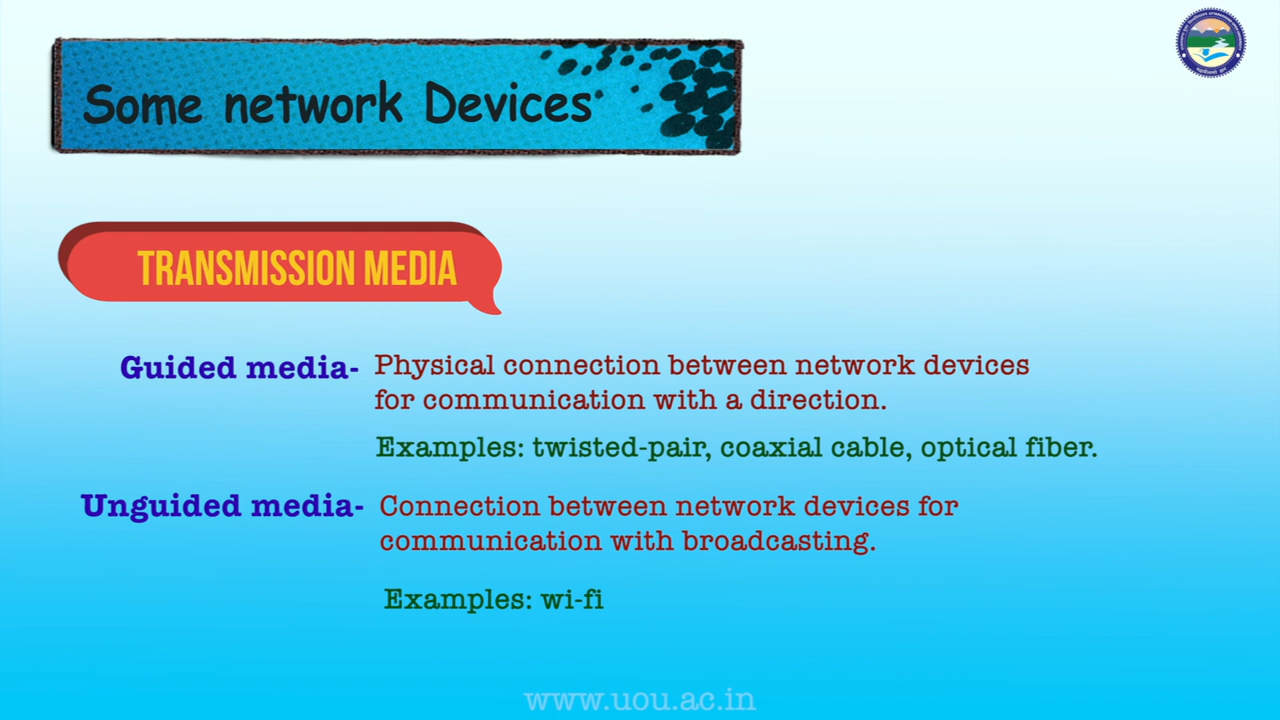 Some network Devices
TRANSMISSION MEDIA
Guided media- Physical connection between network devices
for communication with a direction.
Examples: twisted-pair, coaxial cable, optical fiber.
Unguided media- Connection between network devices for
communication with broadcasting.
Examples: wi-fi
www.uou.ac.in